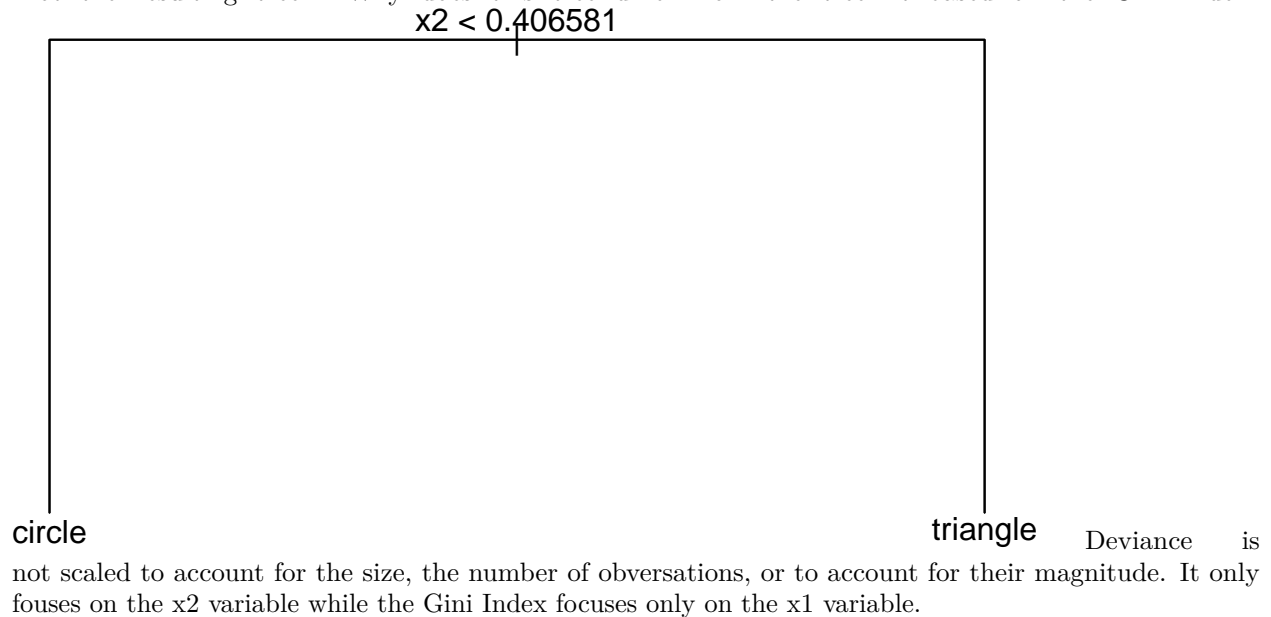 x2 < 0.406581
circle
triangle
Deviance is
not scaled to account for the size, the number of obversations, or to account for their magnitude. It only
fouses on the x2 variable while the Gini Index focuses only on the x1 variable.